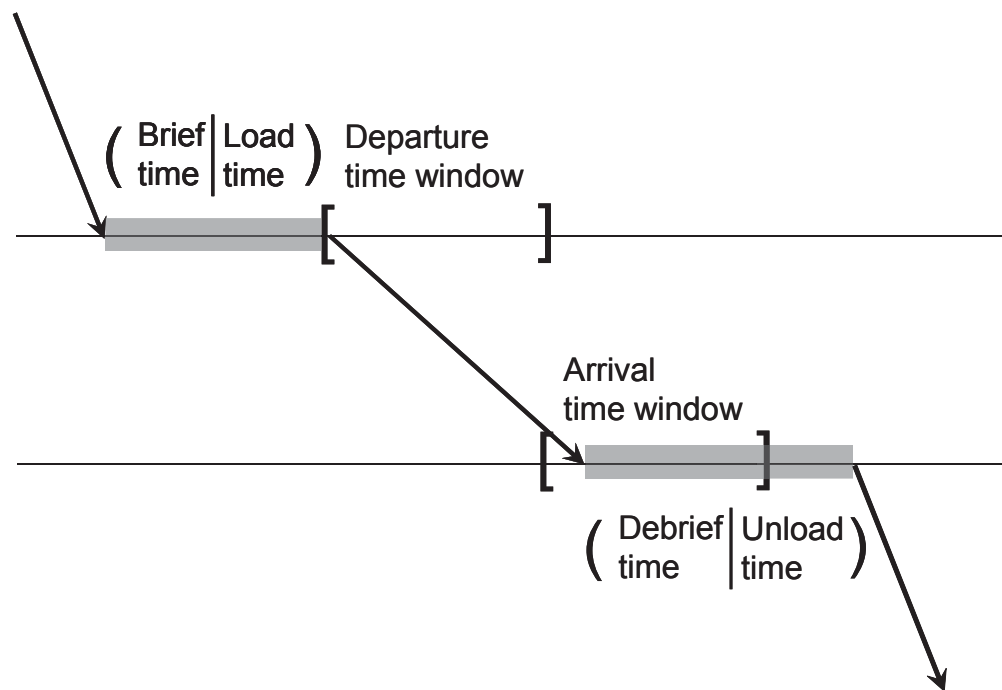 ( Brief | Load ) Departure
time | time time window
[ ]
Arrival
time window
[ ]
( Debrief | Unload )
time | time